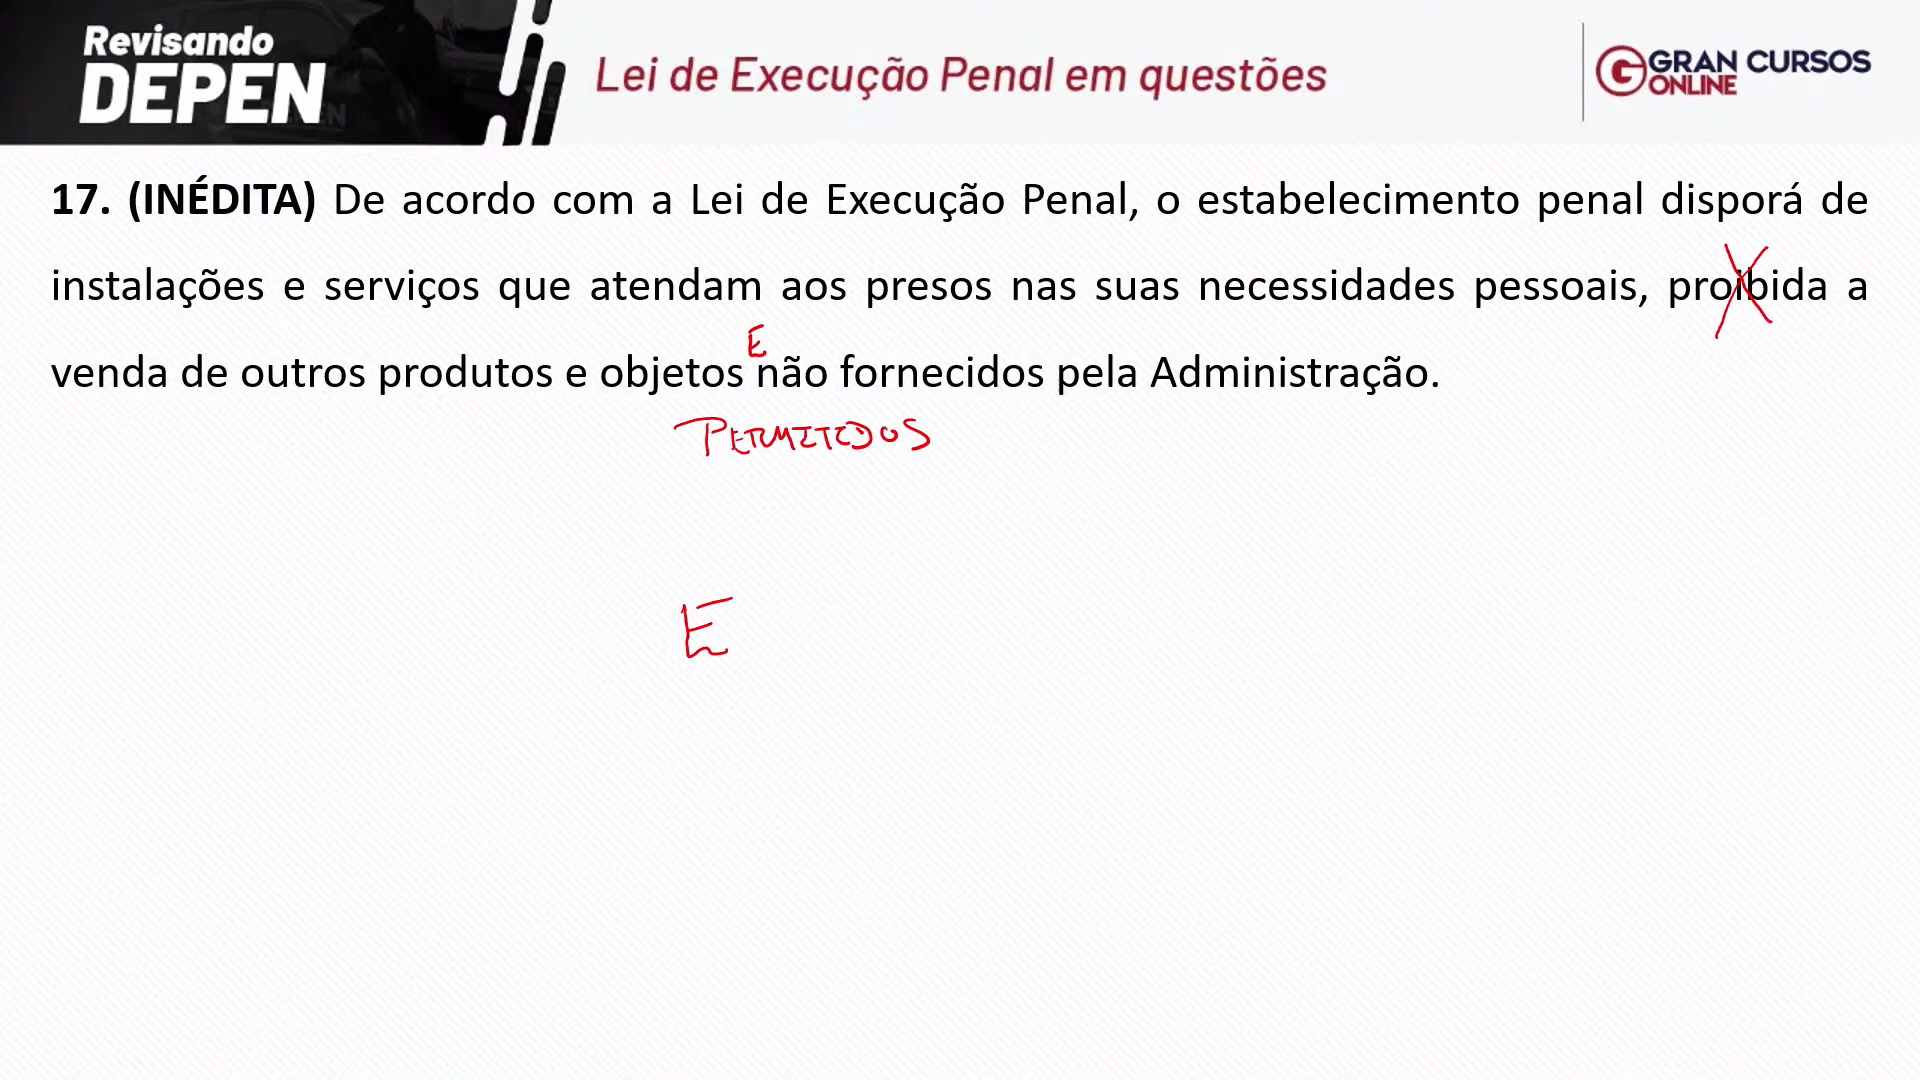 Revisando
DEPEN
Lei de Execução Penal em questões
GRAN CURSOS
ONLINE
17. (INÉDITA) De acordo com a Lei de Execução Penal, o estabelecimento penal disporá de
instalações e serviços que atendam aos presos nas suas necessidades pessoais, proibida a
E
venda de outros produtos e objetos não fornecidos pela Administração.
PERMITIDOS
E